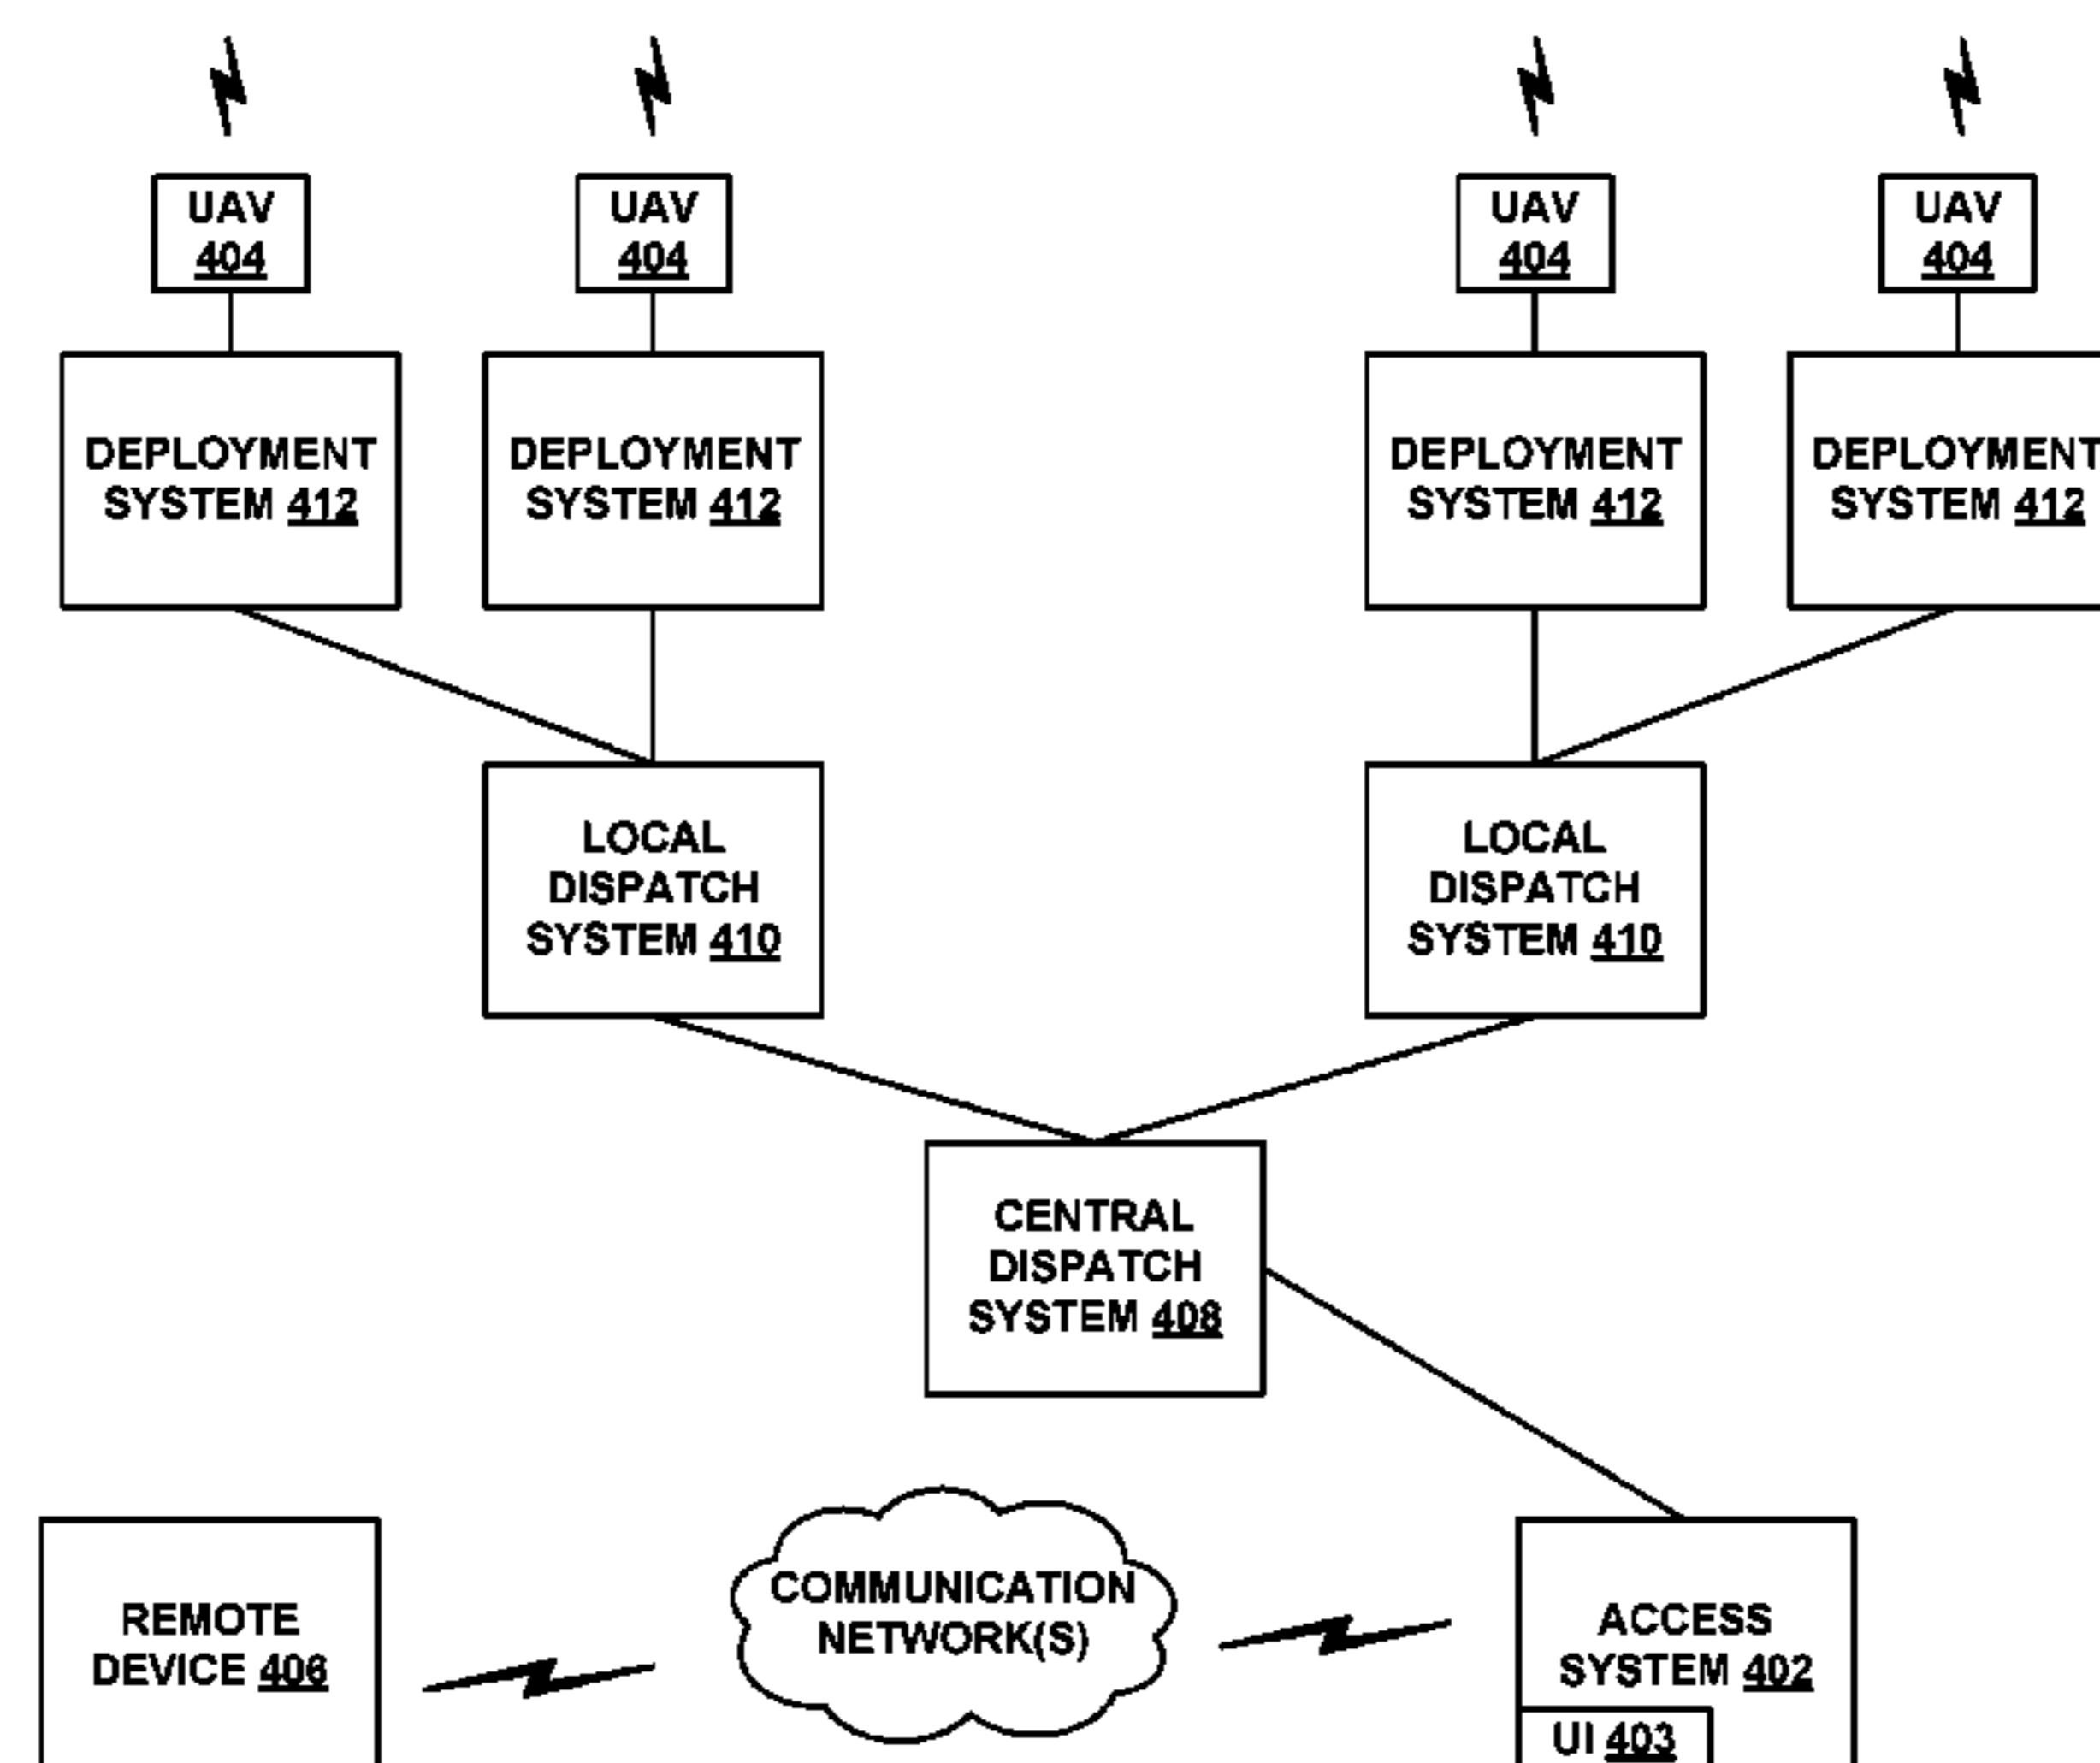 UAV
404
UAV
404
UAV
404
UAV
404
DEPLOYMENT
SYSTEM 412
DEPLOYMENT
SYSTEM 412
DEPLOYMENT
SYSTEM 412
DEPLOYMENT
SYSTEM 412
LOCAL
DISPATCH
SYSTEM 410
LOCAL
DISPATCH
SYSTEM 410
CENTRAL
DISPATCH
SYSTEM 408
REMOTE
DEVICE 406
COMMUNICATION
NETWORK(S)
ACCESS
SYSTEM 402
UI 403